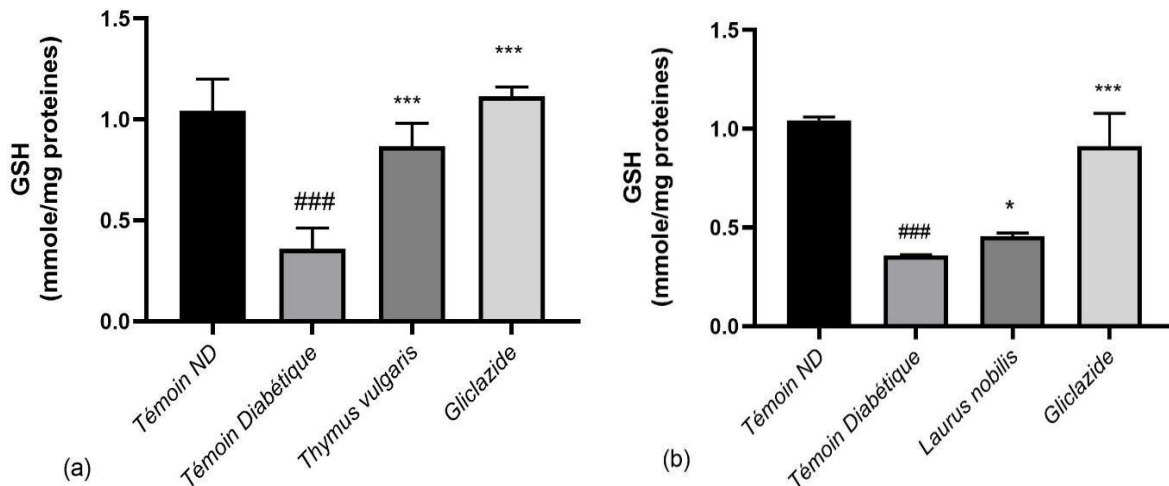 GSH
(mmole/mg proteines)
1.5
1.0
0.5
0.0
###
***
***
Témoin ND
Témoin Diabétique
Thymus vulgaris
Gliclazide
(a)
GSH
(mmole/mg proteines)
1.5
1.0
0.5
0.0
###
*
***
Témoin ND
Témoin Diabétique
Laurus nobilis
Gliclazide
(b)